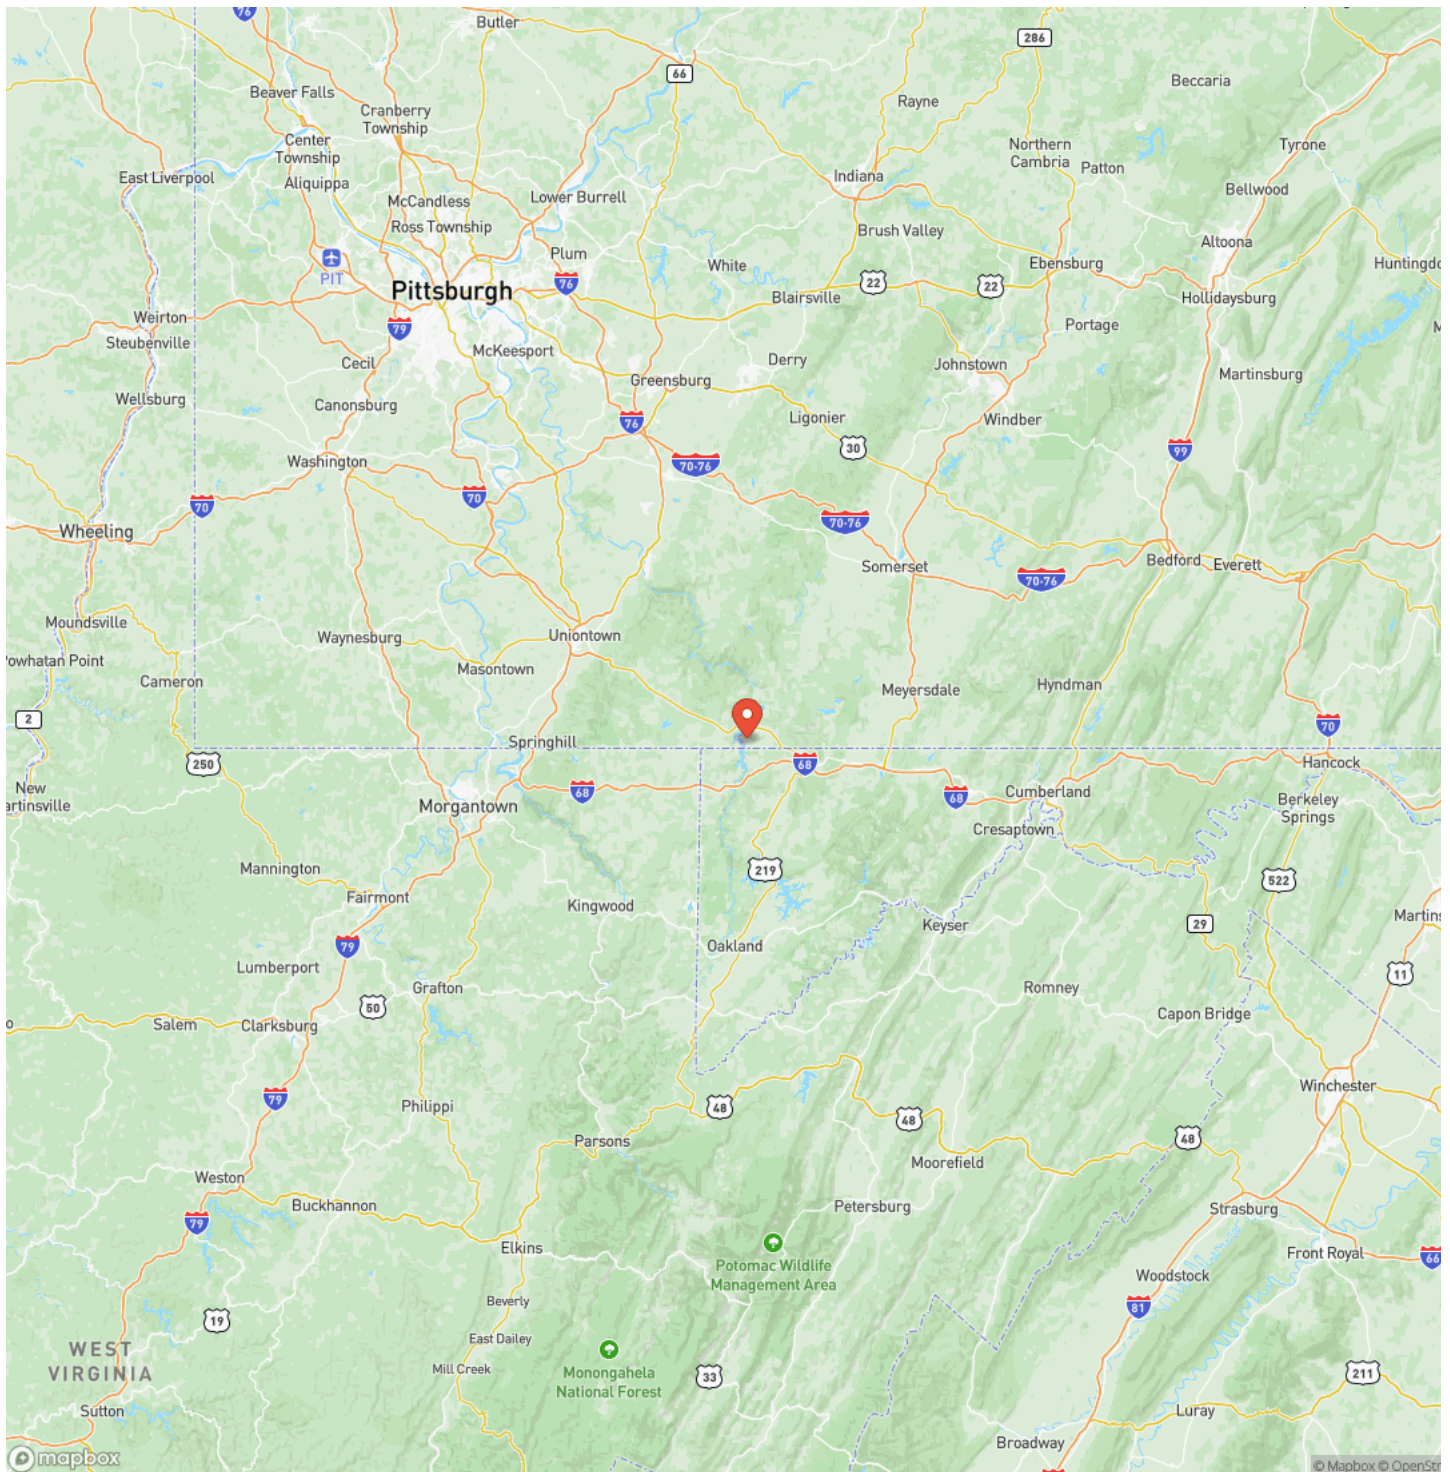 76
Butler
286
66
Beccaria
Beaver Falls
Rayne
Cranberry
Township
Center
Township
Northern
Cambria
Tyrone
Patton
East Liverpool
Aliquippa
Indiana
Bellwood
McCandless
Lower Burrell
Ross Township
Brush Valley
Altoona
Plum
White
Ebensburg
Huntingdo
PIT
76
22
22
Pittsburgh
Blairsville
Hollidaysburg
Weirton
79
Portage
Steubenville
McKeesport
Cecil
Derry
Johnstown
Martinsburg
Greensburg
Wellsburg
Canonsburg
Ligonier
Windber
76
30
99
Washington
70-76
70
70
70-76
Wheeling
Bedford
Everett
Somerset
70-76
Moundsville
Waynesburg
Uniontown
Powhatan Point
Masontown
Cameron
Meyersdale
Hyndman
2
70
Springhill
250
68
Hancock
New
artinsville
68
68
Cumberland
Morgantown
Berkeley
Springs
Cresaptown
Mannington
219
522
Fairmont
Kingwood
Martins
79
Oakland
Keyser
29
Lumberport
11
Grafton
Romney
50
Salem
Clarksburg
Capon Bridge
o
Winchester
79
Philippi
48
48
48
Parsons
Moorefield
Weston
Buckhannon
Petersburg
Strasburg
79
Elkins
Front Royal
66
Potomac Wildlife
Management Area
Woodstock
Beverly
81
19
East Dailey
WEST
VIRGINIA
Mill Creek
Monongahela
National Forest
33
211
Sutton
Luray
Broadway
mapbox
© Mapbox © OpenStr